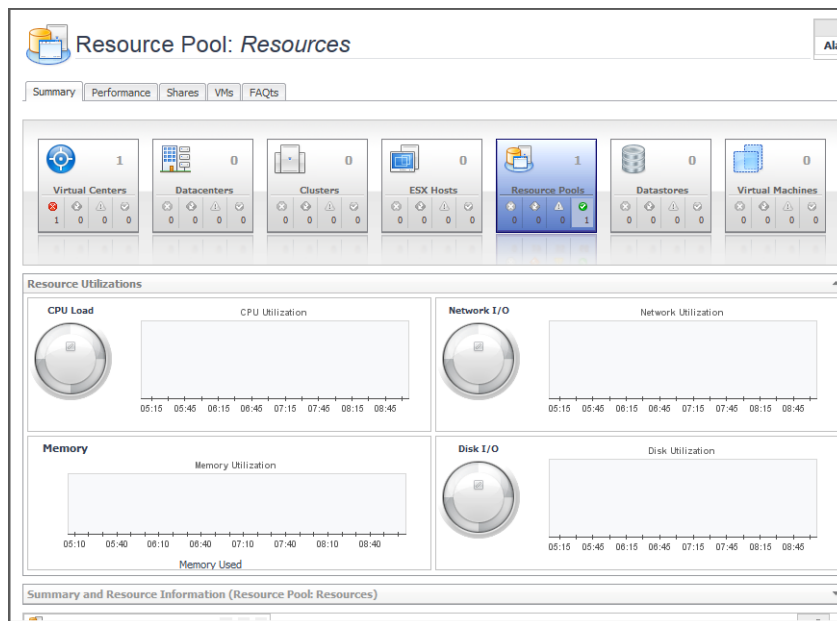 Resource Pool: Resources
Ala
Summary Performance Shares VMs FAQts
1 0 0 0 1 0 0
Virtual Centers Datacenters Clusters ESX Hosts Resource Pools Datastores Virtual Machines
1 0 0 0 0 0 0 0 0 0 0 0 0 0 0 0 0 0 0 1 0 0 0 0 0 0 0 0
Resource Utilizations
CPU Load
CPU Utilization
05:15 05:45 06:15 06:45 07:15 07:45 08:15 08:45
Network I/O
Network Utilization
05:15 05:45 06:15 06:45 07:15 07:45 08:15 08:45
Memory
Memory Utilization
05:10 05:40 06:10 06:40 07:10 07:40 08:10 08:40
Memory Used
Disk I/O
Disk Utilization
05:15 05:45 06:15 06:45 07:15 07:45 08:15 08:45
Summary and Resource Information (Resource Pool: Resources)